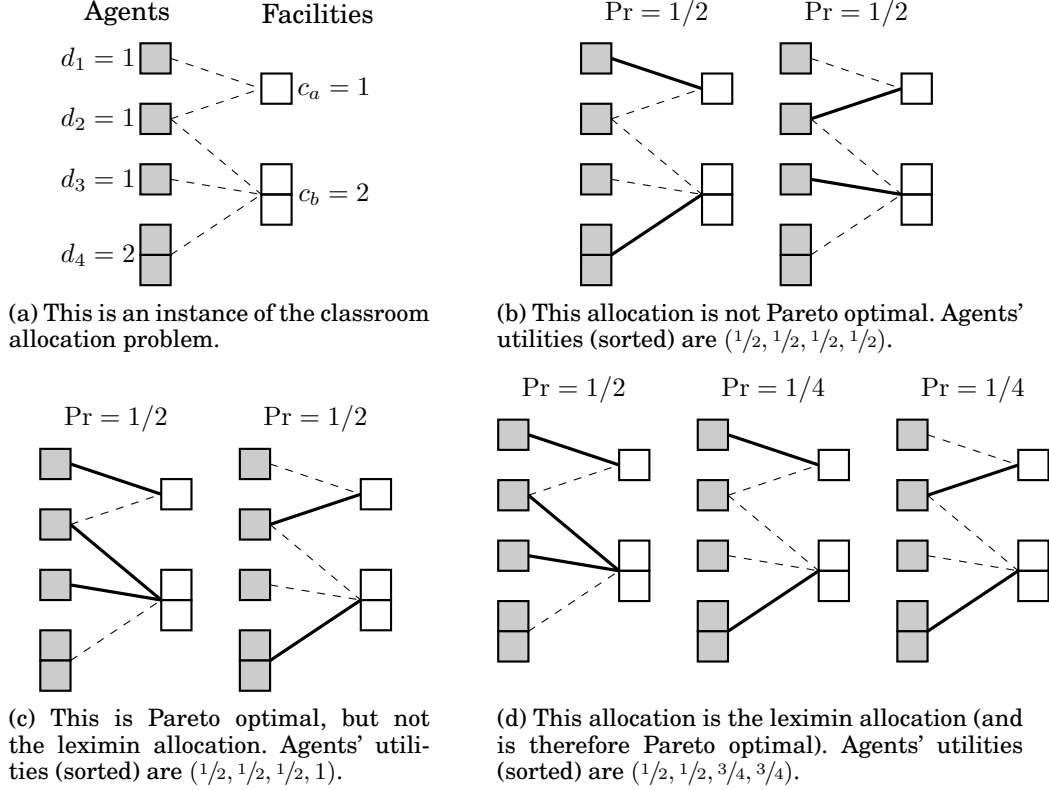 Agents Facilities
d₁ = 1
d₂ = 1
d₃ = 1
d₄ = 2
cₐ = 1
c_b = 2
(a) This is an instance of the classroom
allocation problem.
Pr = 1/2 Pr = 1/2
(b) This allocation is not Pareto optimal. Agents'
utilities (sorted) are (1/2, 1/2, 1/2, 1/2).
Pr = 1/2 Pr = 1/2
(c) This is Pareto optimal, but not
the leximin allocation. Agents' utili-
ties (sorted) are (1/2, 1/2, 1/2, 1).
Pr = 1/2 Pr = 1/4 Pr = 1/4
(d) This allocation is the leximin allocation (and
is therefore Pareto optimal). Agents' utilities
(sorted) are (1/2, 1/2, 3/4, 3/4).